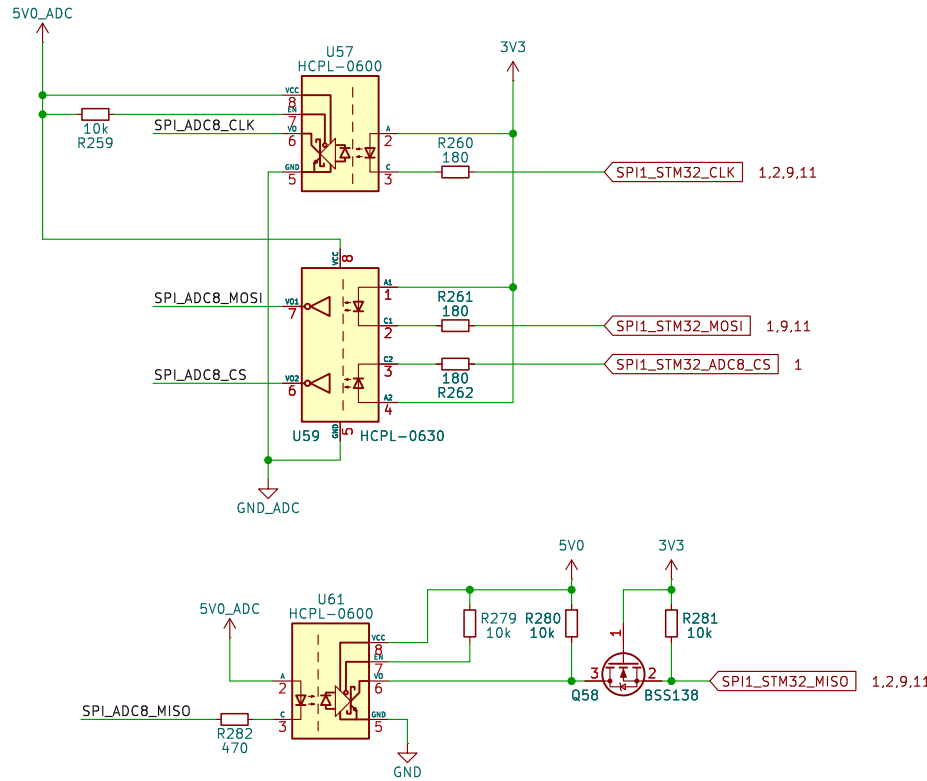 5V0_ADC
U57
HCPL-0600
3V3
VCC
8
EN
7
10k
R259
SPI_ADC8_CLK
VO
6
A
2
R260
180
GND
5
C
3
SPI1_STM32_CLK 1,2,9,11
VCC
8
SPI_ADC8_MOSI
VO1
7
A1
1
R261
180
C1
2
SPI1_STM32_MOSI 1,9,11
SPI_ADC8_CS
VO2
6
C2
3
180
R262
SPI1_STM32_ADC8_CS 1
A2
4
GND
5
U59 HCPL-0630
GND_ADC
5V0 3V3
5V0_ADC
U61
HCPL-0600
R279
10k
R280
10k
R281
10k
1
VCC
8
EN
7
A
2
VO
6
3
2
Q58 BSS138
SPI1_STM32_MISO 1,2,9,11
SPI_ADC8_MISO
R282
470
C
3
GND
5
GND